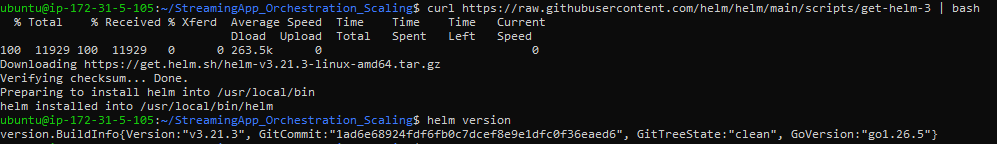 ubuntu@ip-172-31-5-105:~/StreamingApp_Orchestration_Scaling$ curl https://raw.githubusercontent.com/helm/helm/main/scripts/get-helm-3 | bash
% Total % Received % Xferd Average Speed Time Time Time Current
Dload Upload Total Spent Left Speed
100 11929 100 11929 0 0 263.5k 0 0
Downloading https://get.helm.sh/helm-v3.21.3-linux-amd64.tar.gz
Verifying checksum... Done.
Preparing to install helm into /usr/local/bin
helm installed into /usr/local/bin/helm
ubuntu@ip-172-31-5-105:~/StreamingApp_Orchestration_Scaling$ helm version
version.BuildInfo{Version:"v3.21.3", GitCommit:"1ad6e68924fdf6fb0c7dcef8e9e1dfc0f36eaed6", GitTreeState:"clean", GoVersion:"go1.26.5"}